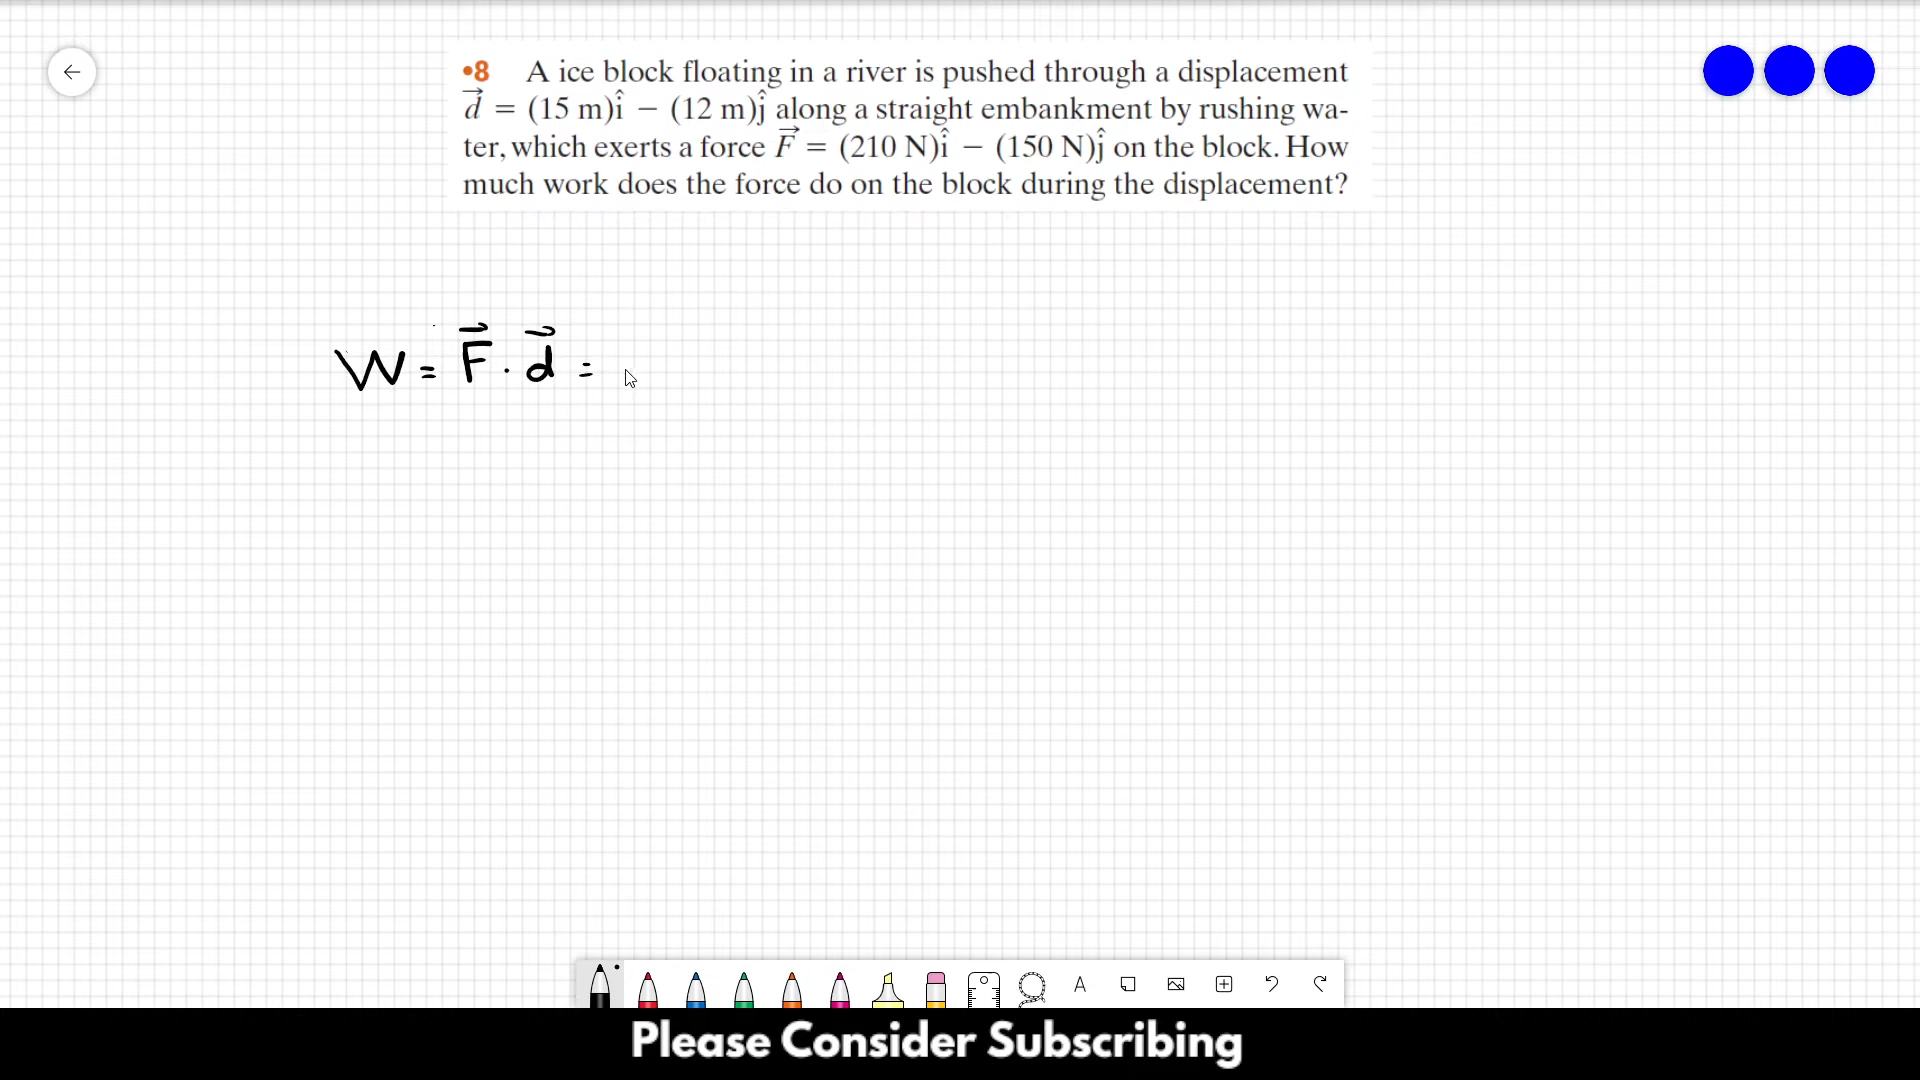 •8 A ice block floating in a river is pushed through a displacement
d⃗ = (15 m)î − (12 m)ĵ along a straight embankment by rushing wa-
ter, which exerts a force F⃗ = (210 N)î − (150 N)ĵ on the block. How
much work does the force do on the block during the displacement?
W = F⃗ · d⃗ =
A
Please Consider Subscribing